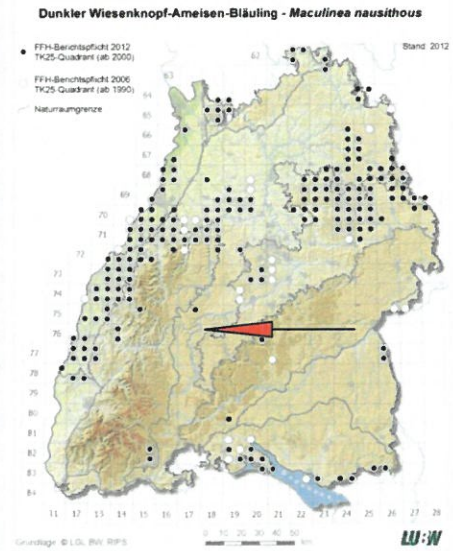 Dunkler Wiesenknopf-Ameisen-Bläuling - Maculinea nausithous
FFH-Berichtspflicht 2012
TK25-Quadrant (ab 2000)
Stand 2012
FFH-Berichtspflicht 2006
TK25-Quadrant (ab 1990)
Naturraumgrenze
62
63
64
65
66
67
68
69
70
71
72
73
74
75
76
77
78
79
80
81
82
83
84
11 12 13 14 15 16 17 18 19 20 21 22 23 24 25 26 27 28
0 10 20 30 40 50
km
Grundlage © LGL BW, RIPS
LU:W